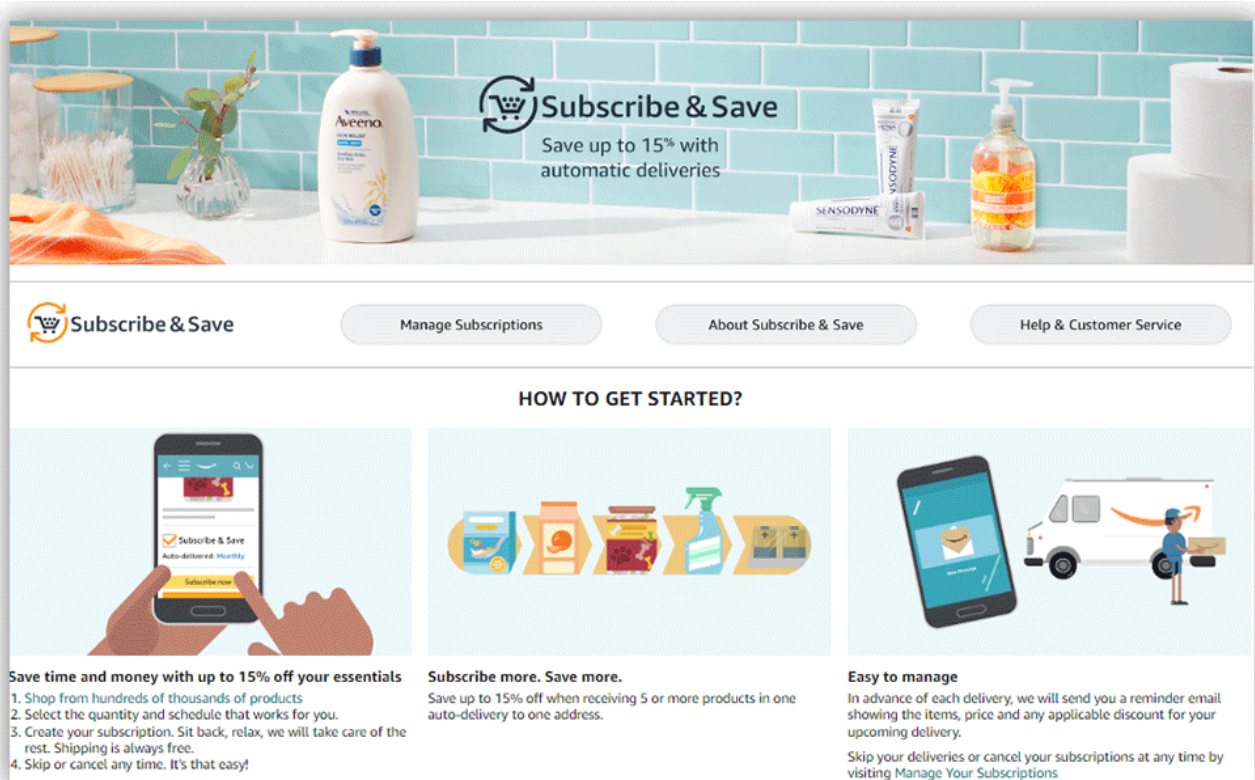 Subscribe & Save
Save up to 15% with
automatic deliveries
Aveeno
SENSODYNE
SENSODYNE
Subscribe & Save
Manage Subscriptions
About Subscribe & Save
Help & Customer Service
HOW TO GET STARTED?
Subscribe & Save
Auto-delivered: Monthly
Subscribe now
Save time and money with up to 15% off your essentials
1. Shop from hundreds of thousands of products
2. Select the quantity and schedule that works for you.
3. Create your subscription. Sit back, relax, we will take care of the
rest. Shipping is always free.
4. Skip or cancel any time. It's that easy!
Subscribe more. Save more.
Save up to 15% off when receiving 5 or more products in one
auto-delivery to one address.
Easy to manage
In advance of each delivery, we will send you a reminder email
showing the items, price and any applicable discount for your
upcoming delivery.
Skip your deliveries or cancel your subscriptions at any time by
visiting Manage Your Subscriptions